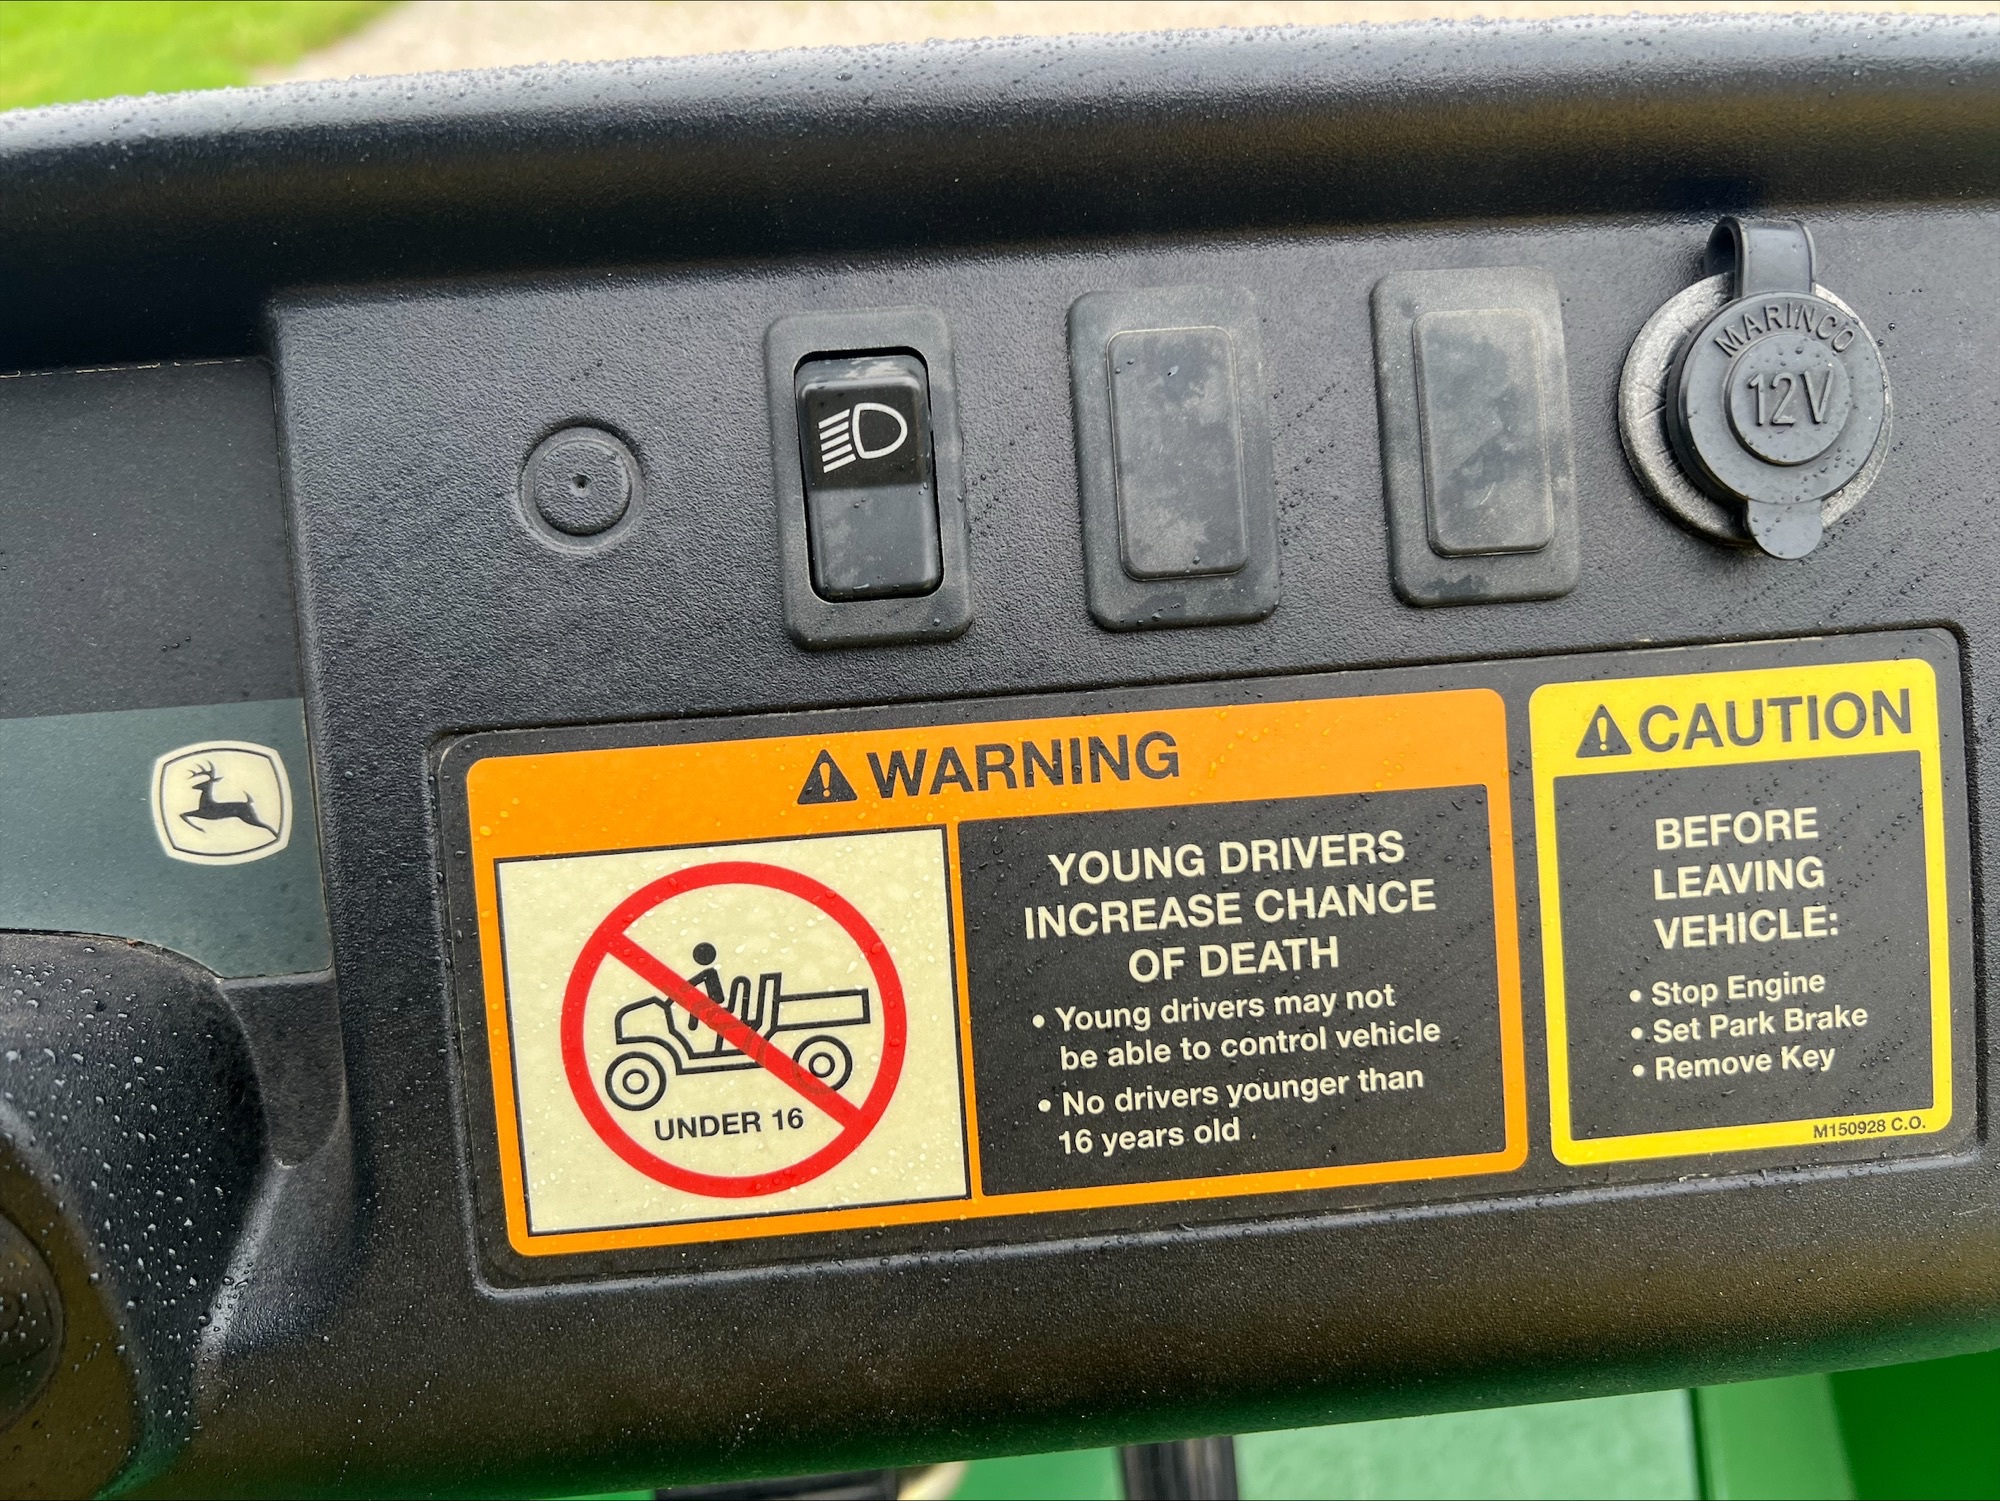 MARINCO
12V
WARNING
YOUNG DRIVERS
INCREASE CHANCE
OF DEATH
• Young drivers may not
be able to control vehicle
• No drivers younger than
16 years old
UNDER 16
CAUTION
BEFORE
LEAVING
VEHICLE:
• Stop Engine
• Set Park Brake
• Remove Key
M150928 C.O.